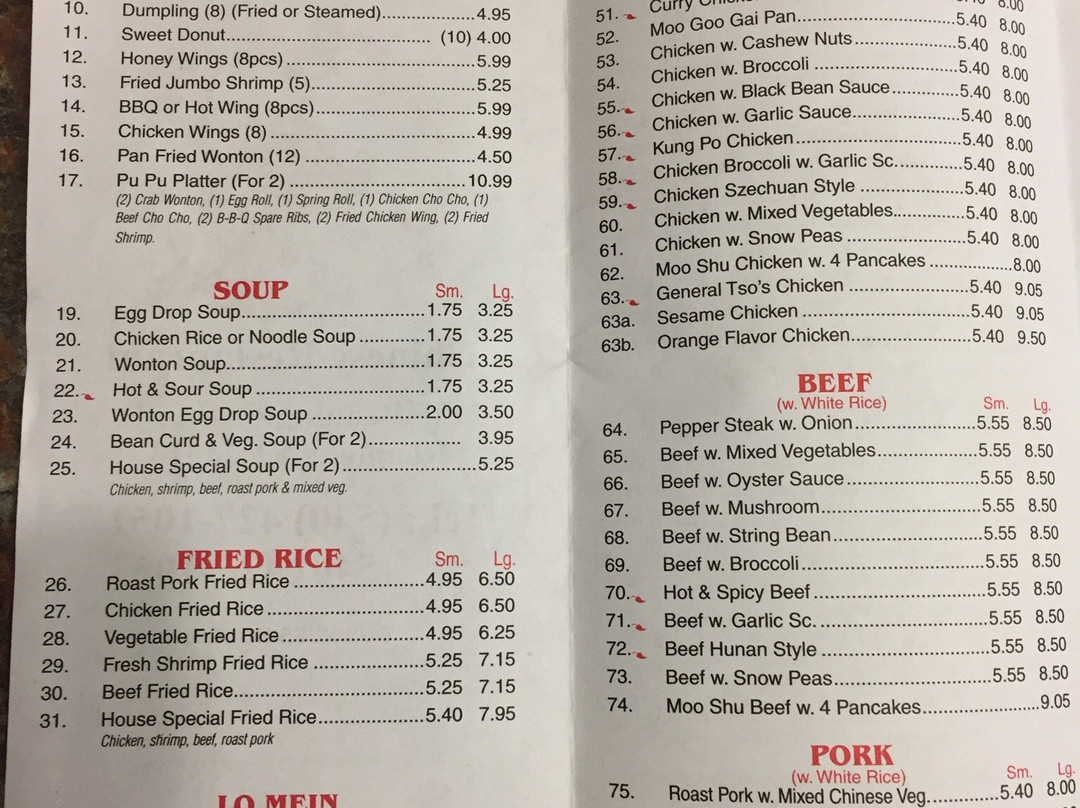 10. Dumpling (8) (Fried or Steamed)....................4.95
11. Sweet Donut.................................. (10) 4.00
12. Honey Wings (8pcs) ..............................5.99
13. Fried Jumbo Shrimp (5)...........................5.25
14. BBQ or Hot Wing (8pcs)...........................5.99
15. Chicken Wings (8) ..................................4.99
16. Pan Fried Wonton (12) ............................4.50
17. Pu Pu Platter (For 2) .............................10.99
(2) Crab Wonton, (1) Egg Roll, (1) Spring Roll, (1) Chicken Cho Cho, (1)
Beef Cho Cho, (2) B-B-Q Spare Ribs, (2) Fried Chicken Wing, (2) Fried
Shrimp.
SOUP Sm. Lg.
19. Egg Drop Soup..............................1.75 3.25
20. Chicken Rice or Noodle Soup ...........1.75 3.25
21. Wonton Soup.................................1.75 3.25
22. Hot & Sour Soup ............................1.75 3.25
23. Wonton Egg Drop Soup ...................2.00 3.50
24. Bean Curd & Veg. Soup (For 2)............... 3.95
25. House Special Soup (For 2)......................5.25
Chicken, shrimp, beef, roast pork & mixed veg.
FRIED RICE Sm. Lg.
26. Roast Pork Fried Rice ......................4.95 6.50
27. Chicken Fried Rice ..........................4.95 6.50
28. Vegetable Fried Rice ........................4.95 6.25
29. Fresh Shrimp Fried Rice ...................5.25 7.15
30. Beef Fried Rice................................5.25 7.15
31. House Special Fried Rice..................5.40 7.95
Chicken, shrimp, beef, roast pork
LO MEIN
51. Curry Chicken 8.00
52. Moo Goo Gai Pan............................5.40 8.00
53. Chicken w. Cashew Nuts..................5.40 8.00
54. Chicken w. Broccoli .........................5.40 8.00
55. Chicken w. Black Bean Sauce...........5.40 8.00
56. Chicken w. Garlic Sauce...................5.40 8.00
57. Kung Po Chicken.............................5.40 8.00
58. Chicken Broccoli w. Garlic Sc............5.40 8.00
59. Chicken Szechuan Style ..................5.40 8.00
60. Chicken w. Mixed Vegetables............5.40 8.00
61. Chicken w. Snow Peas ....................5.40 8.00
62. Moo Shu Chicken w. 4 Pancakes ...............8.00
63. General Tso's Chicken .....................5.40 9.05
63a. Sesame Chicken ............................5.40 9.05
63b. Orange Flavor Chicken....................5.40 9.50
BEEF
(w. White Rice) Sm. Lg.
64. Pepper Steak w. Onion.....................5.55 8.50
65. Beef w. Mixed Vegetables.................5.55 8.50
66. Beef w. Oyster Sauce......................5.55 8.50
67. Beef w. Mushroom..........................5.55 8.50
68. Beef w. String Bean.........................5.55 8.50
69. Beef w. Broccoli..............................5.55 8.50
70. Hot & Spicy Beef ............................5.55 8.50
71. Beef w. Garlic Sc. ...........................5.55 8.50
72. Beef Hunan Style ............................5.55 8.50
73. Beef w. Snow Peas..........................5.55 8.50
74. Moo Shu Beef w. 4 Pancakes...................9.05
PORK
(w. White Rice) Sm. Lg.
75. Roast Pork w. Mixed Chinese Veg.............5.40 8.00